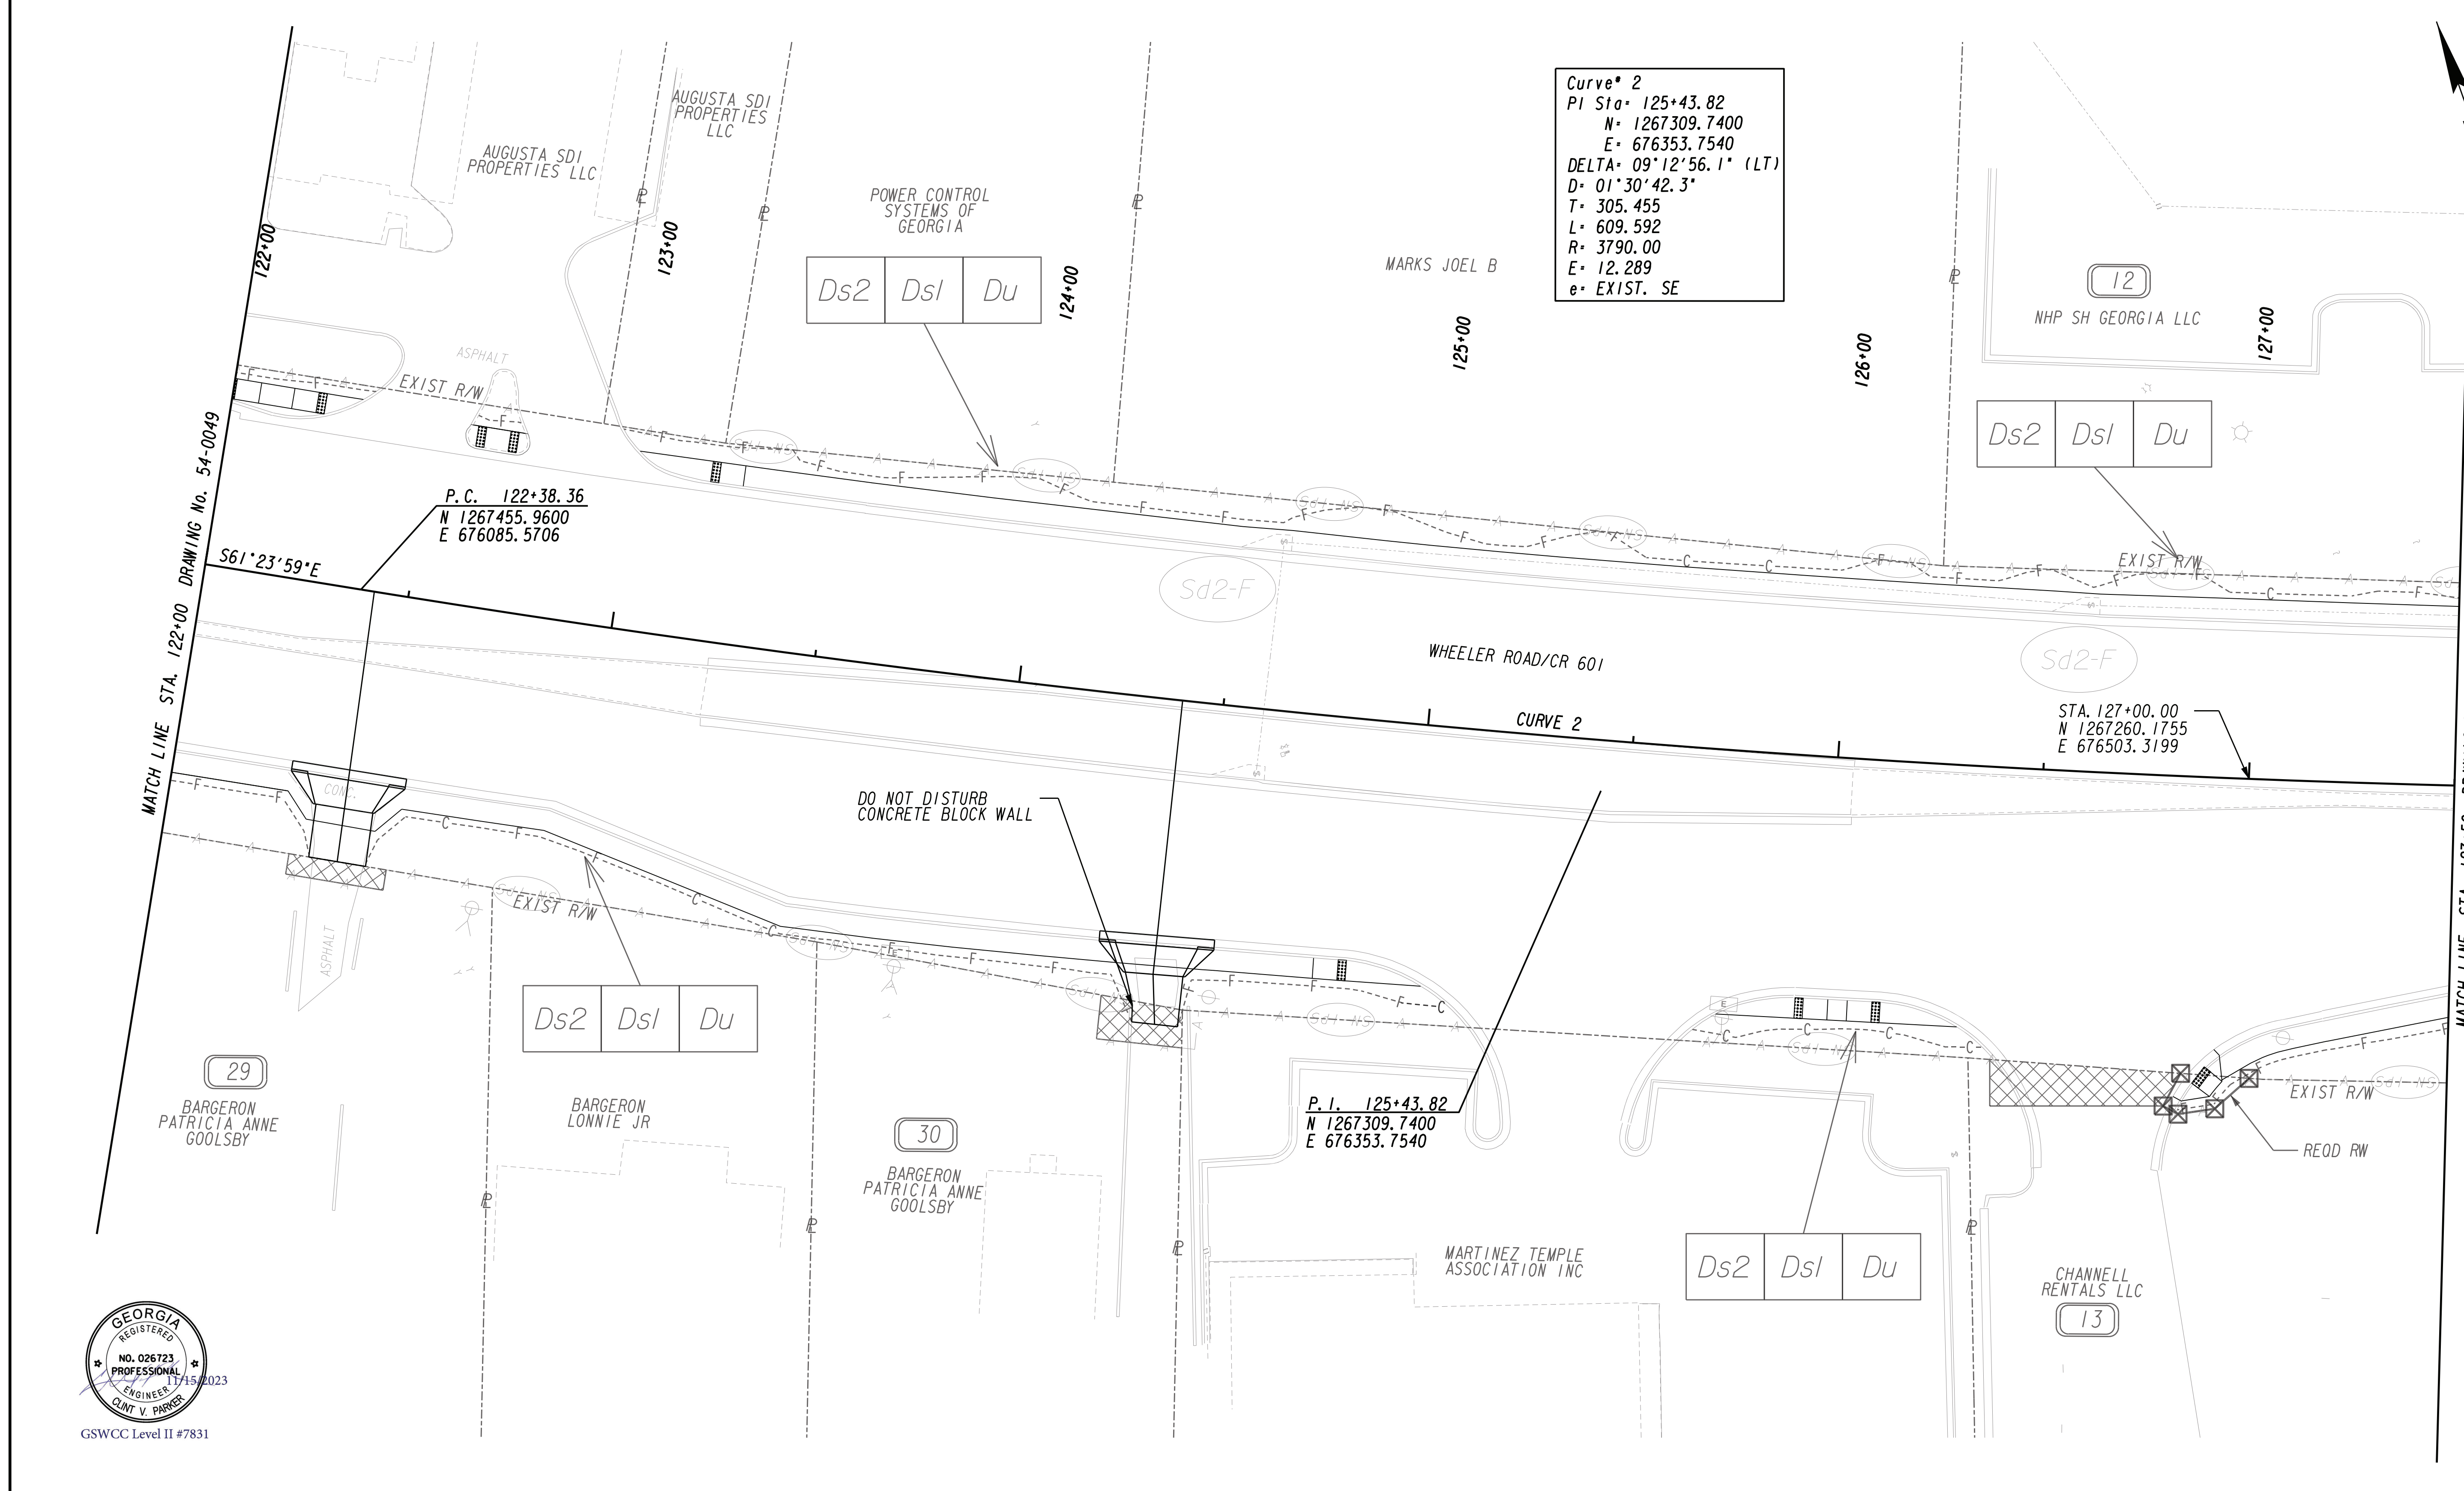 AUGUSTA SDI
PROPERTIES
LLC
AUGUSTA SDI
PROPERTIES LLC
POWER CONTROL
SYSTEMS OF
GEORGIA
Ds2 Ds1 Du
MARKS JOEL B
Curve# 2
PI Sta= 125+43.82
N= 1267309.7400
E= 676353.7540
DELTA= 09°12'56.1" (LT)
D= 01°30'42.3"
T= 305.455
L= 609.592
R= 3790.00
E= 12.289
e= EXIST. SE
12
NHP SH GEORGIA LLC
122+00
123+00
124+00
125+00
126+00
127+00
Ds2 Ds1 Du
ASPHALT
EXIST R/W
EXIST R/W
MATCH LINE STA. 122+00 DRAWING No. 54-0049
P.C. 122+38.36
N 1267455.9600
E 676085.5706
S61°23'59"E
Sd2-F
Sd2-F
WHEELER ROAD/CR 601
CURVE 2
STA. 127+00.00
N 1267260.1755
E 676503.3199
CONC.
DO NOT DISTURB
CONCRETE BLOCK WALL
Sd1-NS
EXIST R/W
ASPHALT
Ds2 Ds1 Du
29
BARGERON
PATRICIA ANNE
GOOLSBY
BARGERON
LONNIE JR
30
BARGERON
PATRICIA ANNE
GOOLSBY
P.I. 125+43.82
N 1267309.7400
E 676353.7540
EXIST R/W
REQD RW
MARTINEZ TEMPLE
ASSOCIATION INC
Ds2 Ds1 Du
CHANNELL
RENTALS LLC
13
GEORGIA
REGISTERED
NO. 026723
PROFESSIONAL
11/15/2023
ENGINEER
CLINT V. PARKER
GSWCC Level II #7831